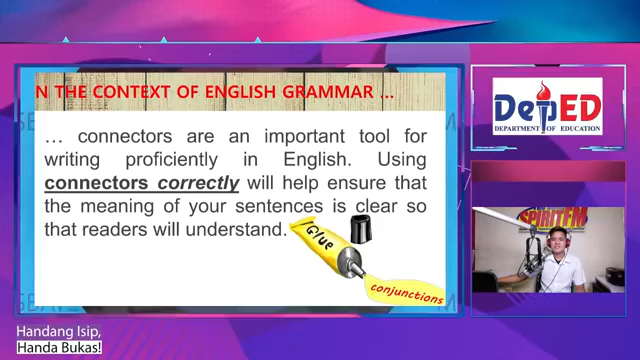 N THE CONTEXT OF ENGLISH GRAMMAR ...
... connectors are an important tool for
writing proficiently in English. Using
connectors correctly will help ensure that
the meaning of your sentences is clear so
that readers will understand.
Glue
conjunctions
DepED
DEPARTMENT OF EDUCATION
SPIRITFM
Handang Isip,
Handa Bukas!